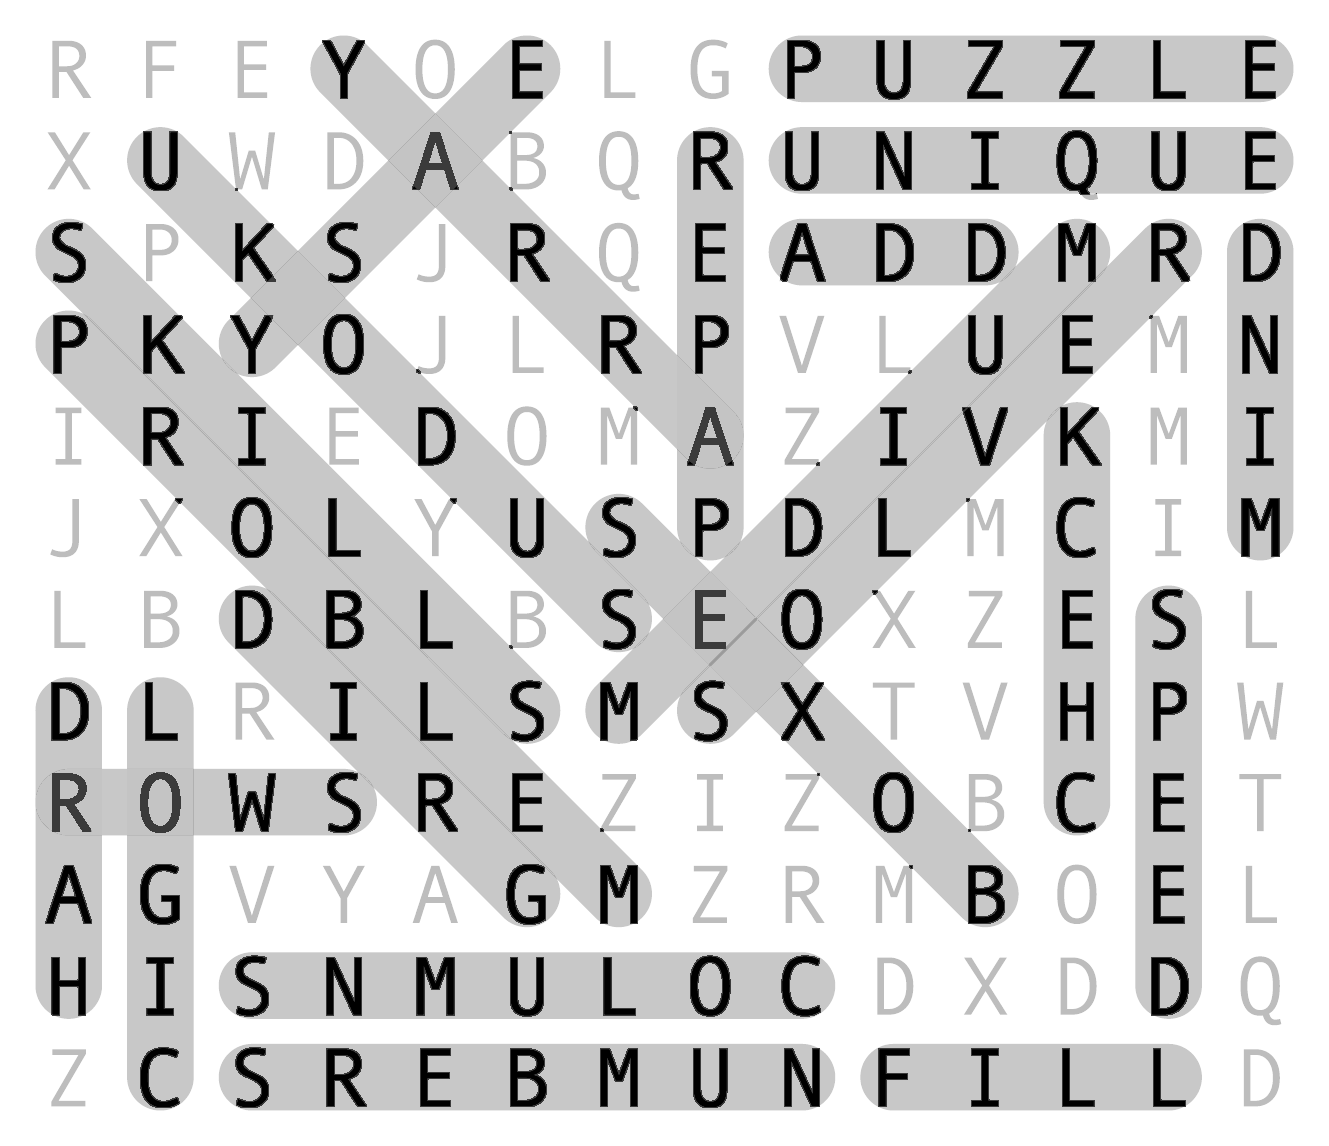 R F E Y O E L G P U Z Z L E
X U W D A B Q R U N I Q U E
S P K S J R Q E A D D M R D
P K Y O J L R P V L U E M N
I R I E D O M A Z I V K M I
J X O L Y U S P D L M C I M
L B D B L B S E O X Z E S L
D L R I L S M S X T V H P W
R O W S R E Z I Z O B C E T
A G V Y A G M Z R M B O E L
H I S N M U L O C D X D D Q
Z C S R E B M U N F I L L D